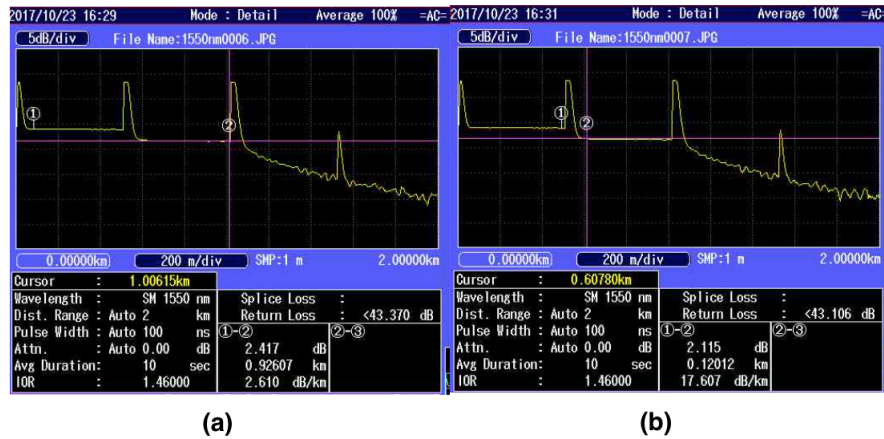 2017/10/23 16:29 Mode : Detail Average 100% =AC=
5dB/div File Name:1550nm0006.JPG
①
②
0.00000km 200 m/div SMP:1 m 2.00000km
Cursor : 1.00615km
Wavelength : SM 1550 nm Splice Loss :
Dist. Range : Auto 2 km Return Loss : <43.370 dB
Pulse Width : Auto 100 ns ①-② ②-③
Attn. : Auto 0.00 dB 2.417 dB
Avg Duration: 10 sec 0.92607 km
IOR : 1.46000 2.610 dB/km
(a)
2017/10/23 16:31 Mode : Detail Average 100% =AC=
5dB/div File Name:1550nm0007.JPG
①
②
0.00000km 200 m/div SMP:1 m 2.00000km
Cursor : 0.60780km
Wavelength : SM 1550 nm Splice Loss :
Dist. Range : Auto 2 km Return Loss : <43.106 dB
Pulse Width : Auto 100 ns ①-② ②-③
Attn. : Auto 0.00 dB 2.115 dB
Avg Duration: 10 sec 0.12012 km
IOR : 1.46000 17.607 dB/km
(b)